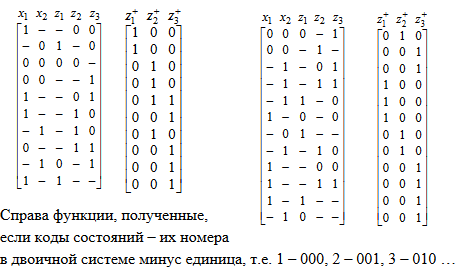 x₁ x₂ z₁ z₂ z₃
1 – – 0 0
– 0 1 – 0
0 0 0 0 –
0 0 – – 1
1 – – 0 1
1 – – 1 0
– 1 – 1 0
0 – – 1 1
– 1 0 – 1
1 – 1 – –
z₁⁺ z₂⁺ z₃⁺
1 0 0
1 0 0
1 0 0
0 1 1
0 1 1
0 1 1
0 1 0
0 0 1
0 0 1
0 0 1
x₁ x₂ z₁ z₂ z₃
0 0 0 – 1
0 0 – 1 –
– 1 – 0 1
– 1 – 1 1
– 1 1 – 0
1 – 0 – 0
– 0 1 – –
– 1 – 1 0
1 – – 0 0
1 – – 1 1
1 – 1 – –
– 1 0 – –
z₁⁺ z₂⁺ z₃⁺
0 1 0
0 0 1
0 0 1
1 0 0
1 0 0
1 0 0
0 1 0
0 1 0
0 0 1
0 0 1
0 0 1
0 0 1
Справа функции, полученные,
если коды состояний – их номера
в двоичной системе минус единица, т.е. 1 – 000, 2 – 001, 3 – 010 …